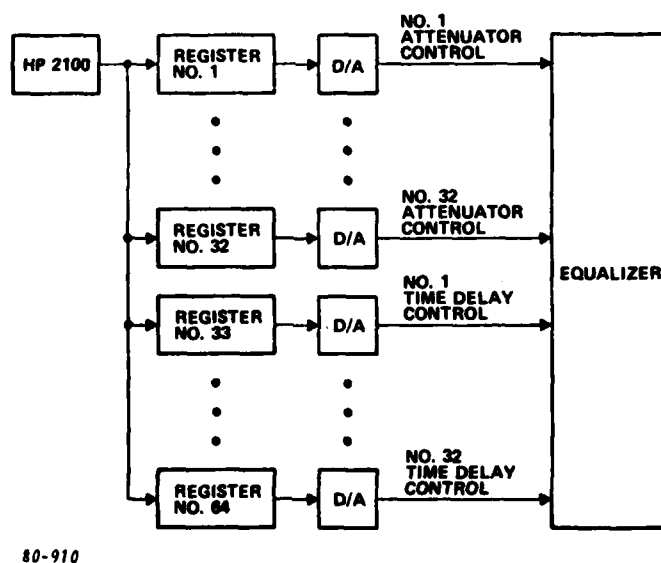 HP 2100
REGISTER
NO. 1
D/A
NO. 1
ATTENUATOR
CONTROL
REGISTER
NO. 32
D/A
NO. 32
ATTENUATOR
CONTROL
EQUALIZER
REGISTER
NO. 33
D/A
NO. 1
TIME DELAY
CONTROL
REGISTER
NO. 64
D/A
NO. 32
TIME DELAY
CONTROL
80-910